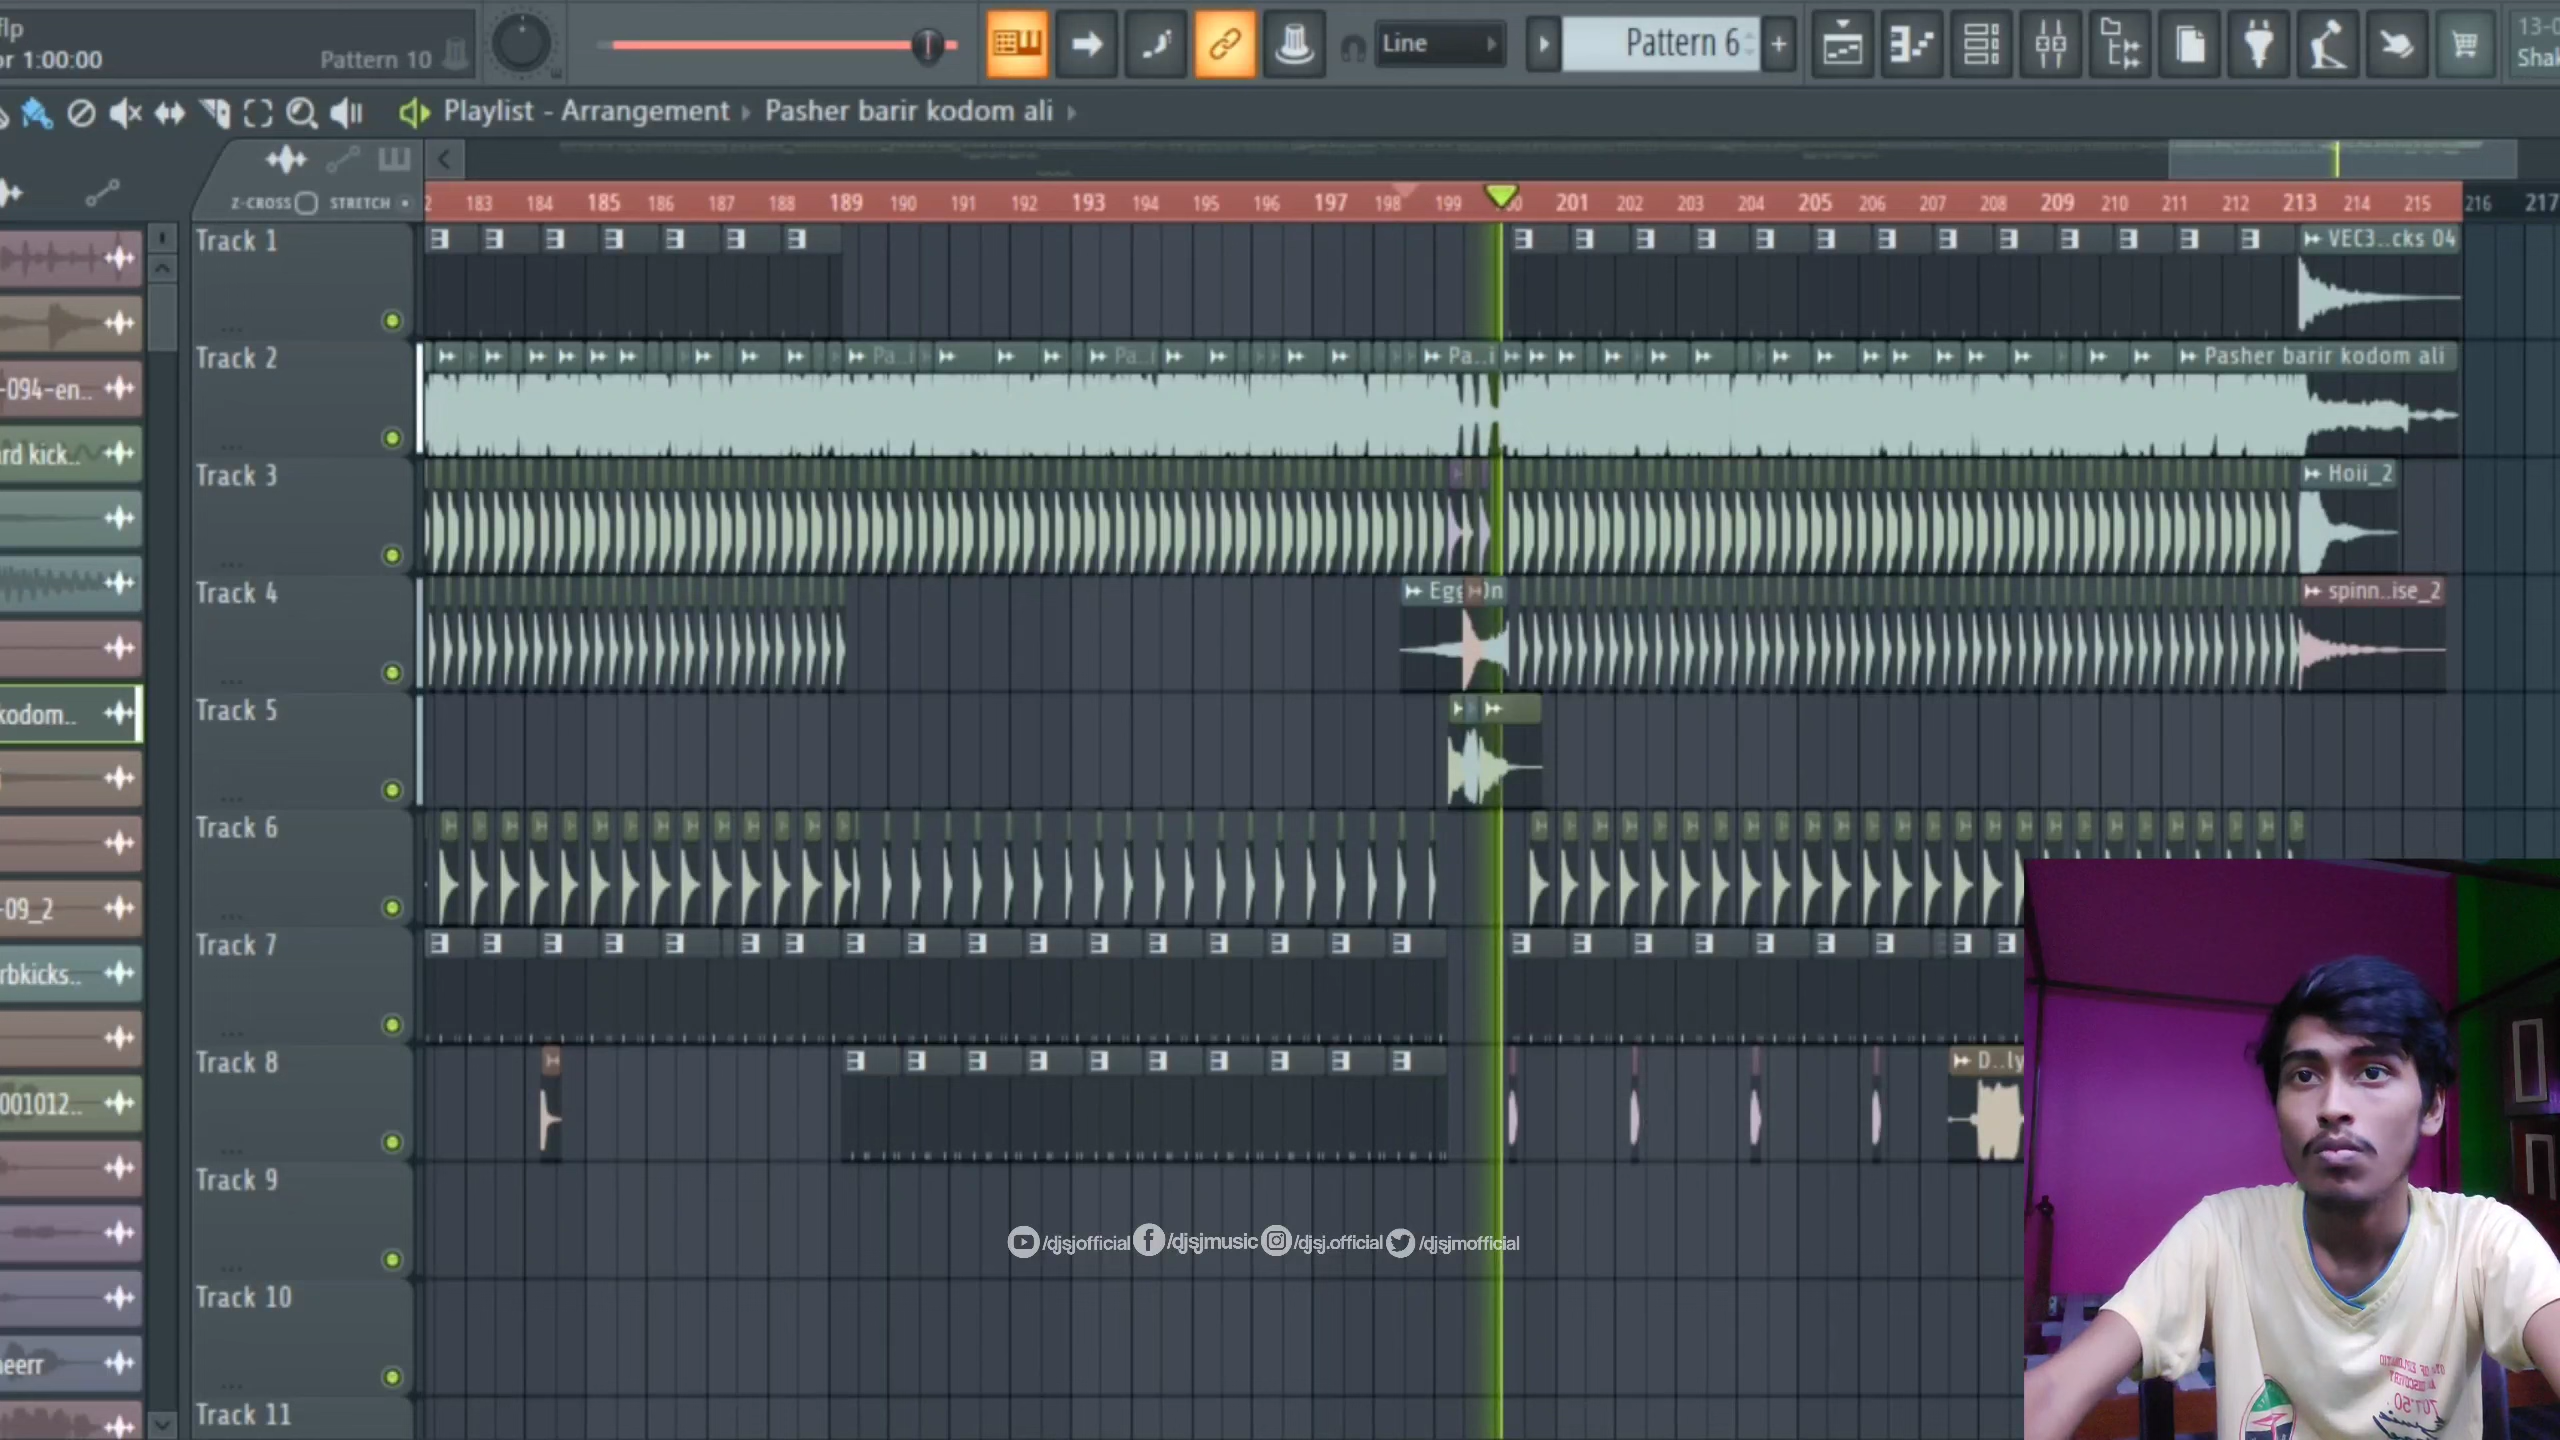 flp
or 1:00:00
Pattern 10
Line
Pattern 6
+
13-0
Shak
Playlist - Arrangement
Pasher barir kodom ali
Z-CROSS
STRETCH
2 183 184 185 186 187 188 189 190 191 192 193 194 195 196 197 198 199 00 201 202 203 204 205 206 207 208 209 210 211 212 213 214 215 216 217
Track 1
VEC3..cks 04
Track 2
Pa..i
Pasher barir kodom ali
Track 3
Hoii_2
Track 4
Egg
On
spinn..ise_2
Track 5
Track 6
Track 7
Track 8
D..ly
Track 9
Track 10
Track 11
-094-en..
rd kick..
kodom..
-09_2
rbkicks..
001012..
neerr
/djsjofficial
/djsjmusic
/djsj.official
/djsjmofficial